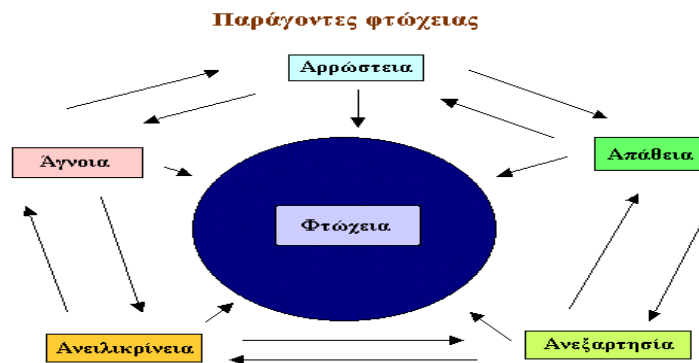 Παράγοντες φτώχειας
Αρρώστεια
Άγνοια
Απάθεια
Φτώχεια
Ανειλικρίνεια
Ανεξαρτησία